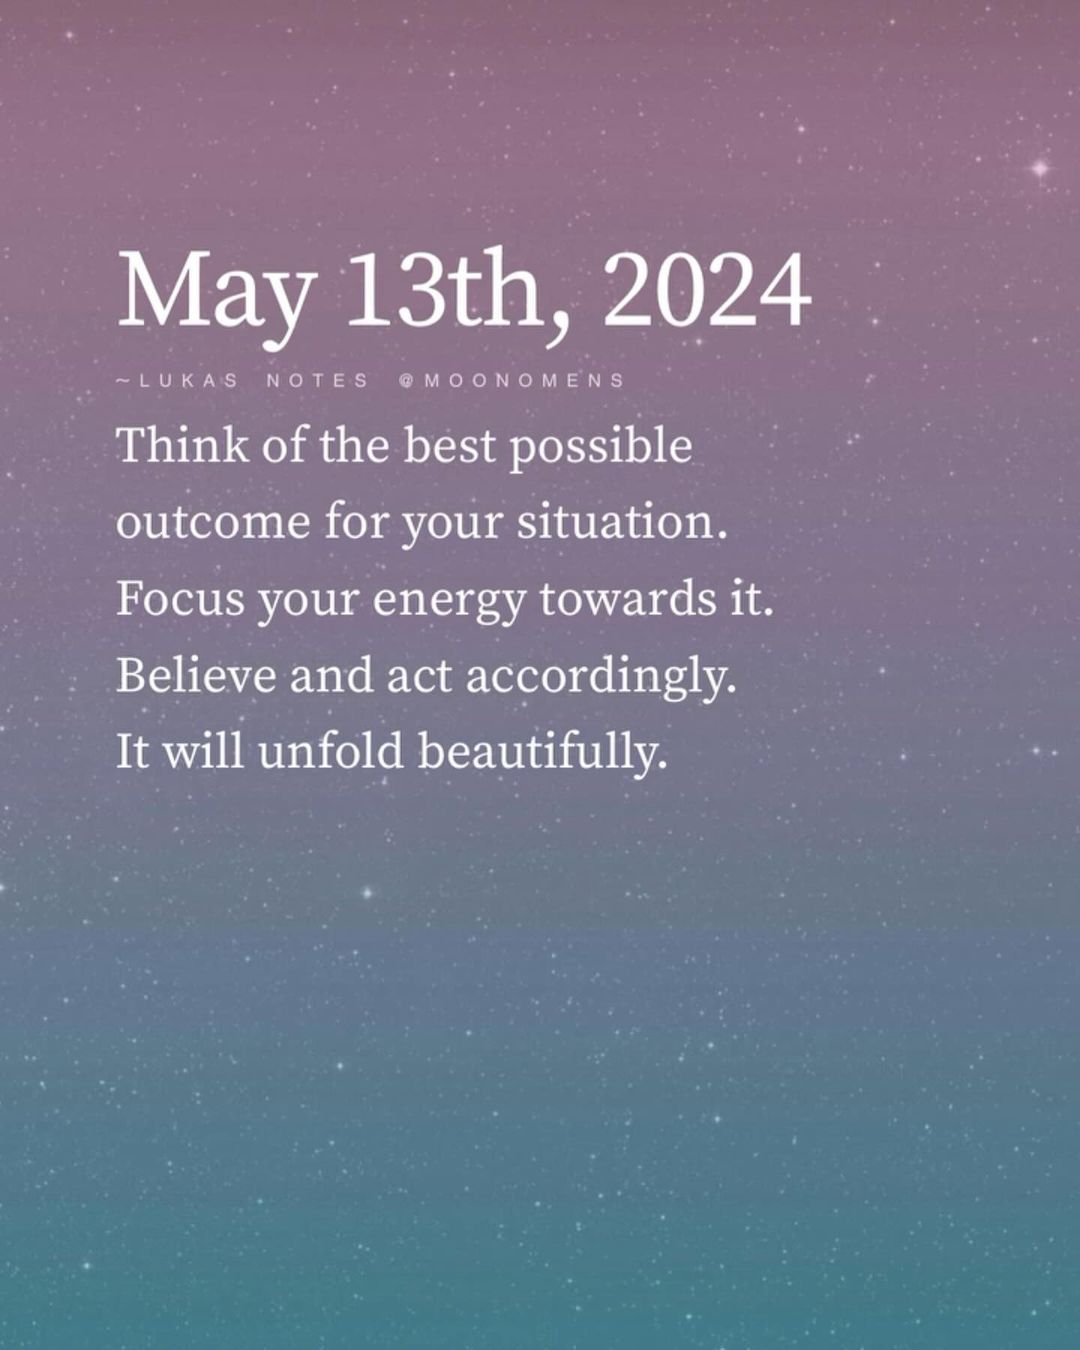 May 13th, 2024
~LUKAS NOTES @MOONOMENS
Think of the best possible
outcome for your situation.
Focus your energy towards it.
Believe and act accordingly.
It will unfold beautifully.